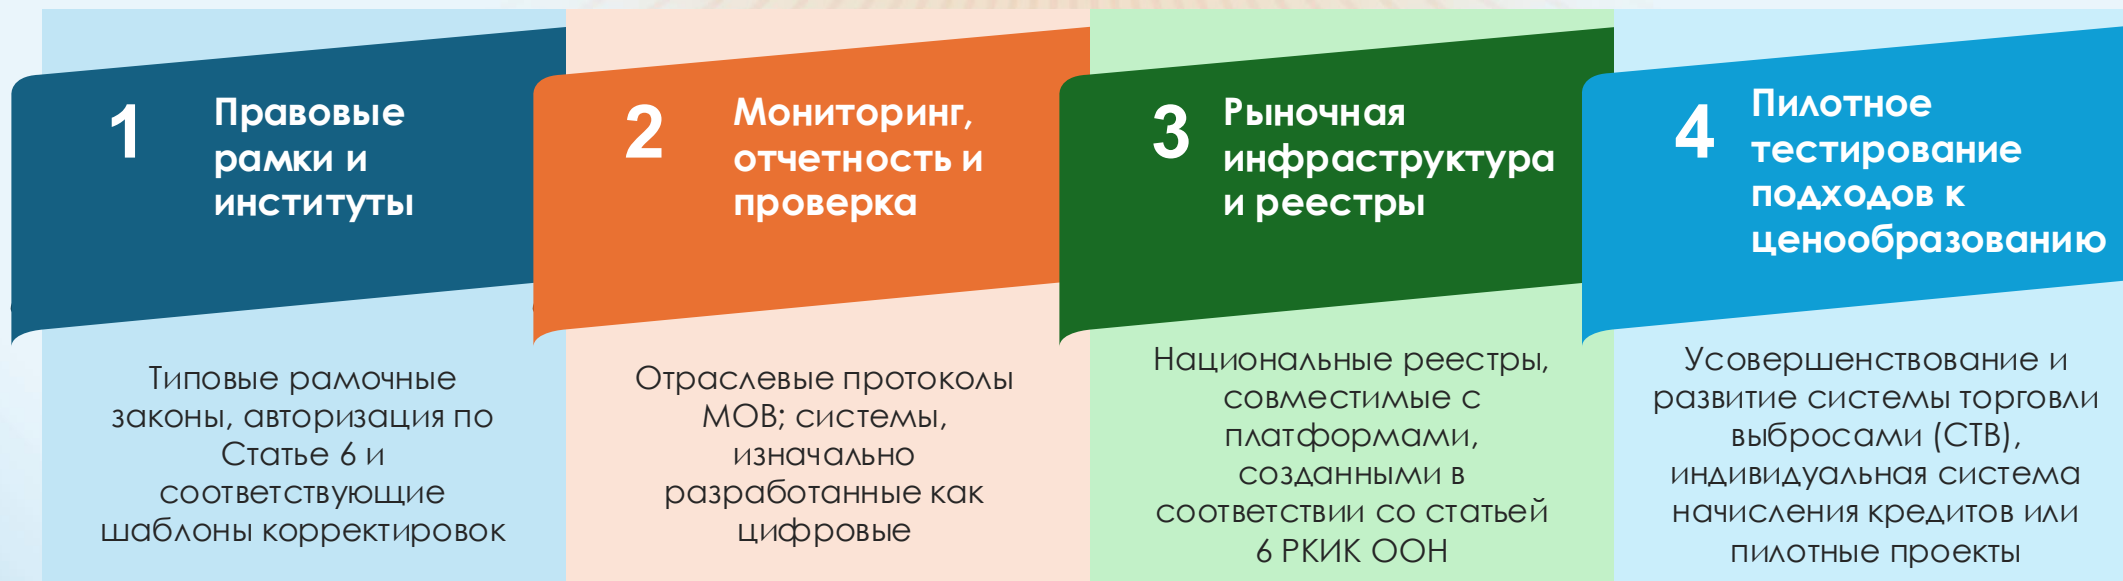 1
Правовые
рамки и
институты
Типовые рамочные
законы, авторизация по
Статье 6 и
соответствующие
шаблоны корректировок
2
Мониторинг,
отчетность и
проверка
Отраслевые протоколы
МОВ; системы,
изначально
разработанные как
цифровые
3
Рыночная
инфраструктура
и реестры
Национальные реестры,
совместимые с
платформами,
созданными в
соответствии со статьей
6 РКИК ООН
4
Пилотное
тестирование
подходов к
ценообразованию
Усовершенствование и
развитие системы торговли
выбросами (СТВ),
индивидуальная система
начисления кредитов или
пилотные проекты